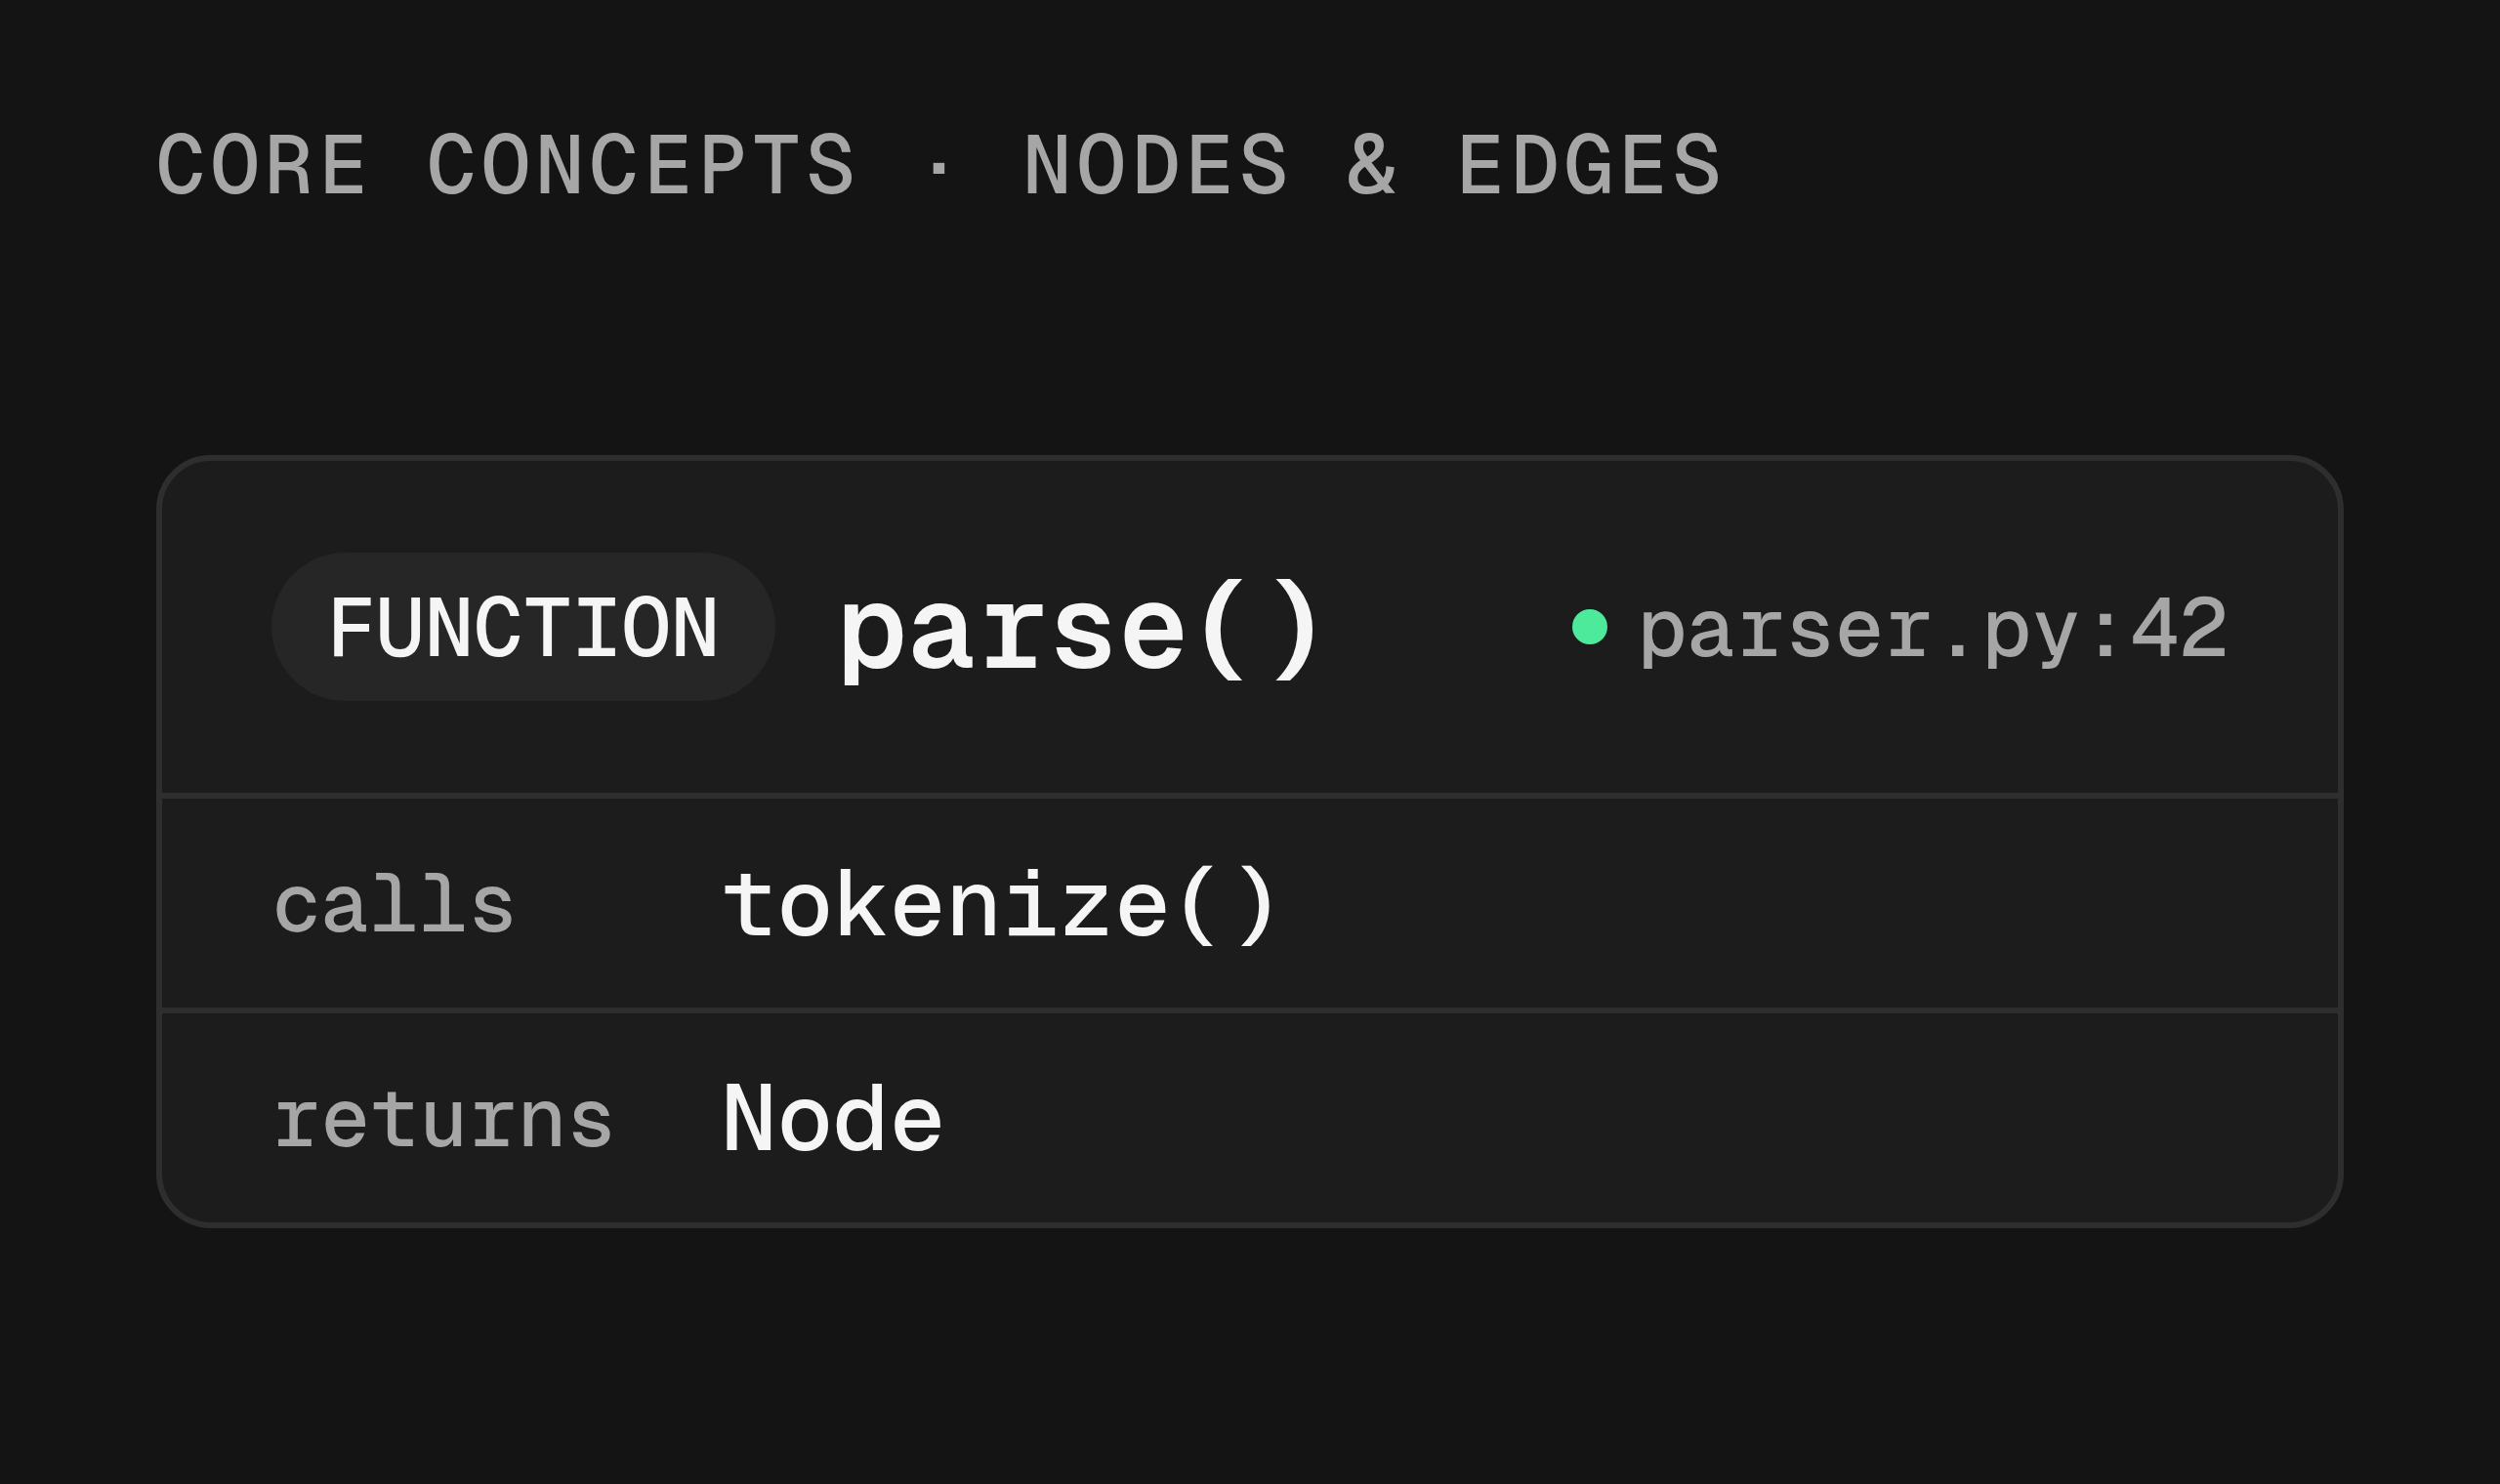 CORE CONCEPTS · NODES & EDGES
FUNCTION parse() parser.py:42
calls tokenize()
returns Node